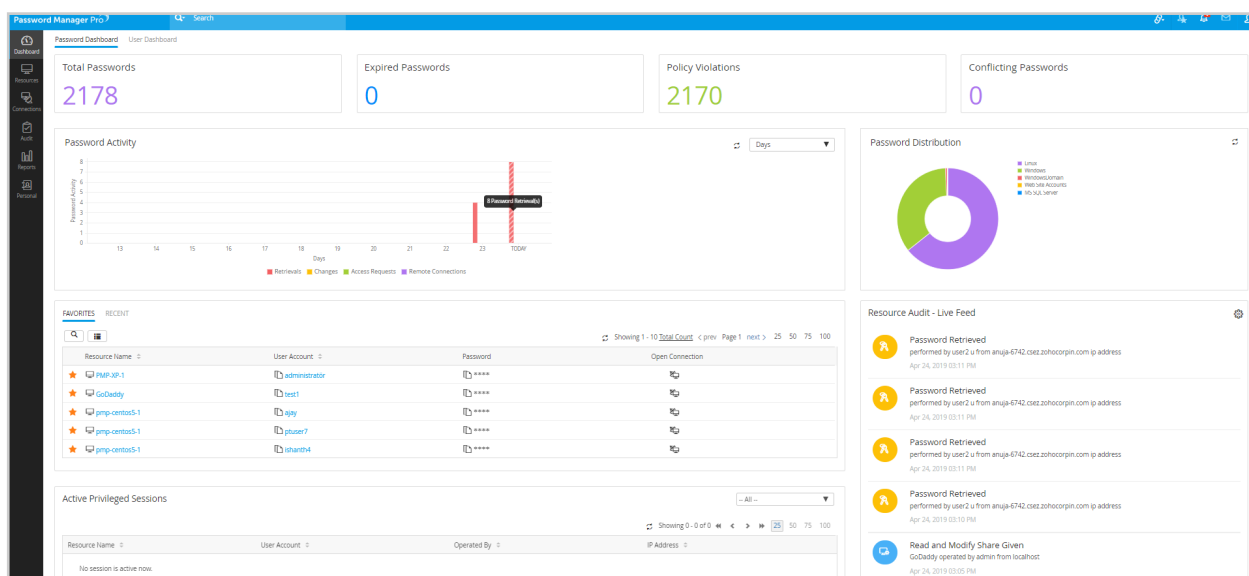 Password Manager Pro
Search
Dashboard
Resources
Connections
Audit
Reports
Personal
Password Dashboard User Dashboard
Total Passwords
2178
Expired Passwords
0
Policy Violations
2170
Conflicting Passwords
0
Password Activity
Days
Password Activity
8
7
6
5
4
3
2
1
0
8 Password Retrieval(s)
13 14 15 16 17 18 19 20 21 22 23 TODAY
Days
Retrievals Changes Access Requests Remote Connections
Password Distribution
Linux
Windows
WindowsDomain
Web Site Accounts
MS SQL Server
FAVORITES RECENT
Showing 1 - 10 Total Count < prev Page 1 next > 25 50 75 100
Resource Name User Account Password Open Connection
PMP-XP-1 administrator ****
GoDaddy test1 ****
pmp-centos5-1 ajay ****
pmp-centos5-1 ptuser7 ****
pmp-centos5-1 ishanth4 ****
Active Privileged Sessions
-- All --
Showing 0 - 0 of 0 25 50 75 100
Resource Name User Account Operated By IP Address
No session is active now.
Resource Audit - Live Feed
Password Retrieved
performed by user2 u from anuja-6742.csez.zohocorpin.com ip address
Apr 24, 2019 03:11 PM
Password Retrieved
performed by user2 u from anuja-6742.csez.zohocorpin.com ip address
Apr 24, 2019 03:11 PM
Password Retrieved
performed by user2 u from anuja-6742.csez.zohocorpin.com ip address
Apr 24, 2019 03:11 PM
Password Retrieved
performed by user2 u from anuja-6742.csez.zohocorpin.com ip address
Apr 24, 2019 03:10 PM
Read and Modify Share Given
GoDaddy operated by admin from localhost
Apr 24, 2019 03:05 PM